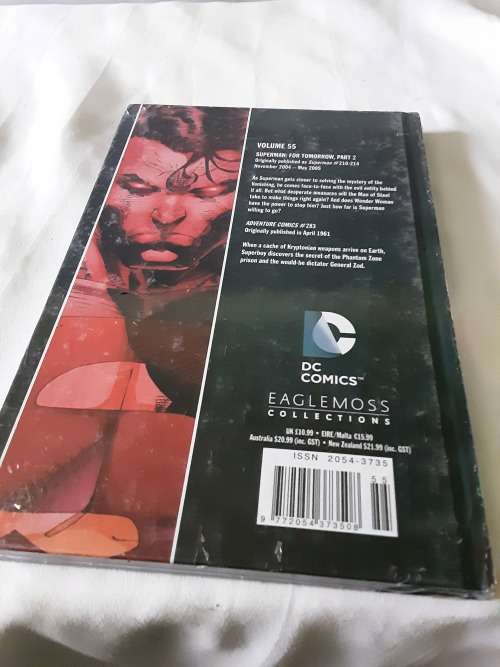 VOLUME 55
SUPERMAN: FOR TOMORROW, PART 2
Originally published as Superman #210-214
November 2004 – May 2005
As Superman gets closer to solving the mystery of the
Vanishing, he comes face-to-face with the evil entity behind
it all. But what desperate measures will the Man of Steel
take to make things right again? And does Wonder Woman
have the power to stop him? Just how far is Superman
willing to go?
ADVENTURE COMICS #283
Originally published in April 1961
When a cache of Kryptonian weapons arrive on Earth,
Superboy discovers the secret of the Phantom Zone
prison and the would-be dictator General Zod.
DC
COMICS™
EAGLEMOSS
COLLECTIONS
UK £10.99 • EIRE/Malta €15.99
Australia $20.99 (inc. GST) • New Zealand $21.99 (inc. GST)
ISSN 2054-3735
55
9 772054 373508